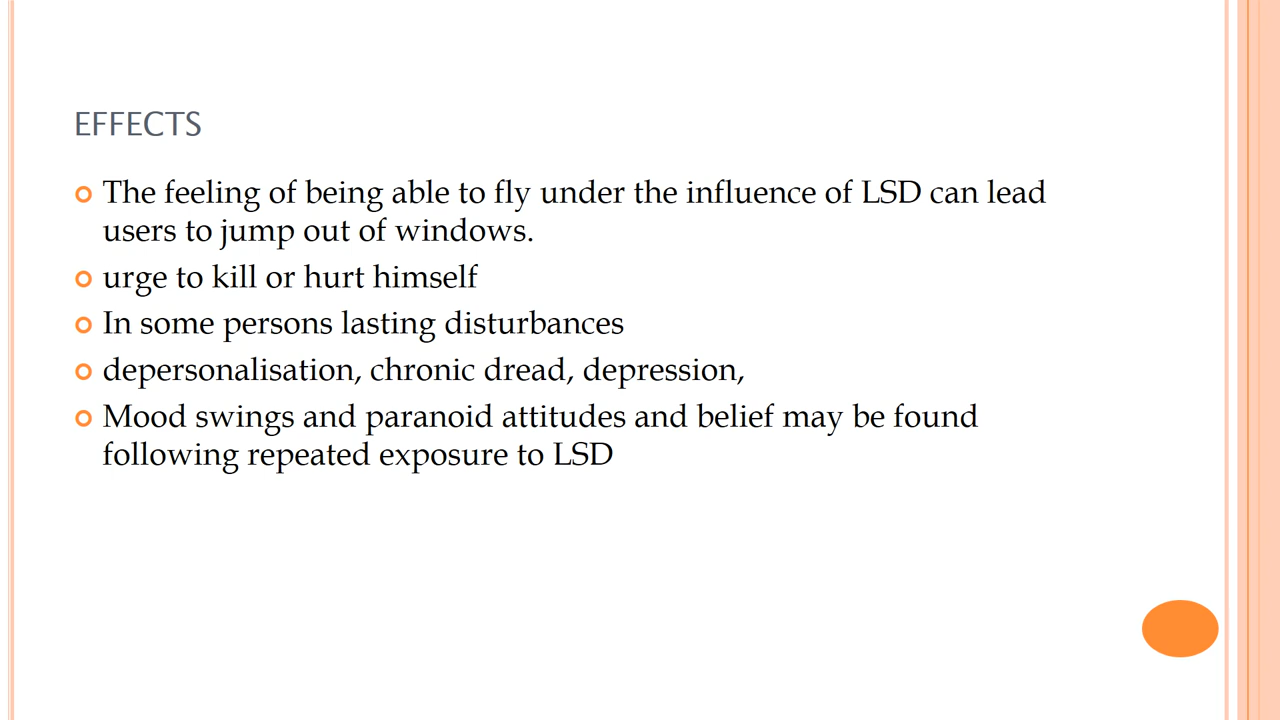 EFFECTS
The feeling of being able to fly under the influence of LSD can lead
users to jump out of windows.
urge to kill or hurt himself
In some persons lasting disturbances
depersonalisation, chronic dread, depression,
Mood swings and paranoid attitudes and belief may be found
following repeated exposure to LSD